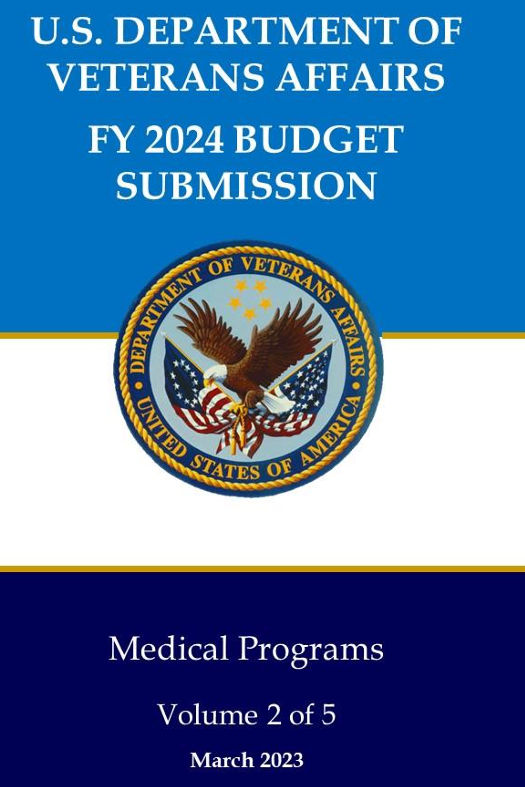 U.S. DEPARTMENT OF
VETERANS AFFAIRS
FY 2024 BUDGET
SUBMISSION
DEPARTMENT OF VETERANS AFFAIRS
UNITED STATES OF AMERICA
Medical Programs
Volume 2 of 5
March 2023